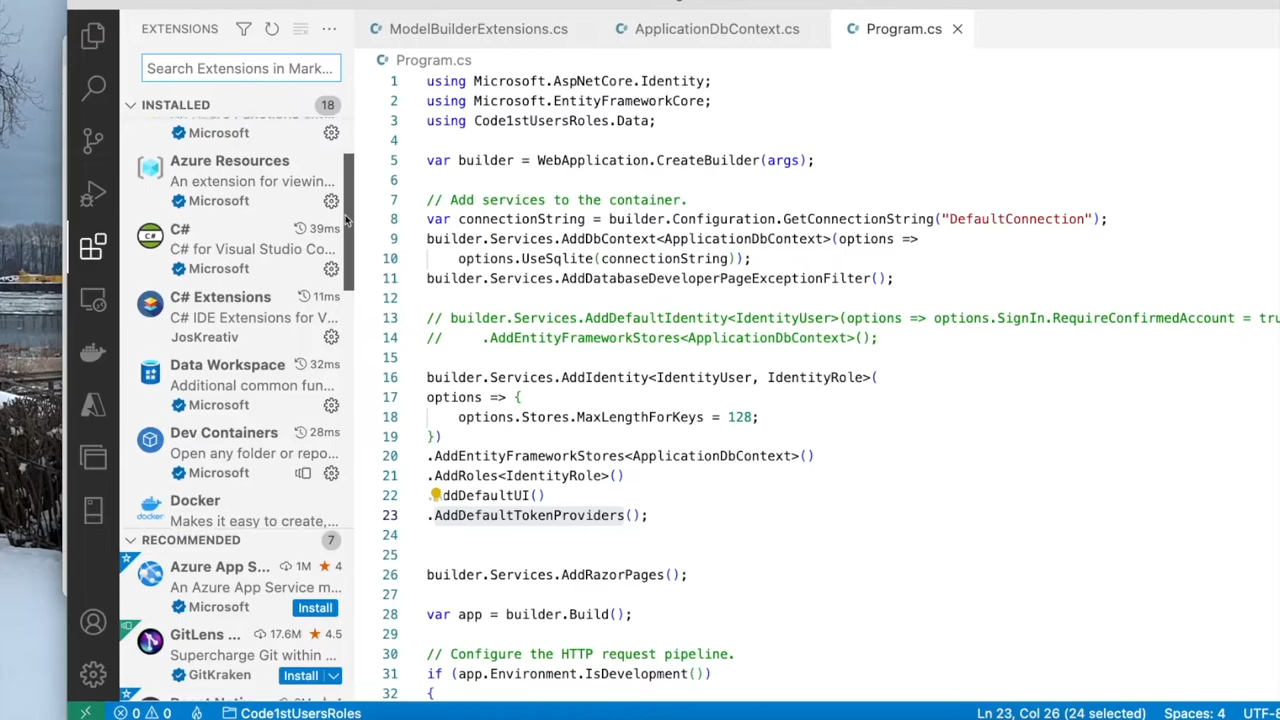 EXTENSIONS
Search Extensions in Mark...
INSTALLED 18
Microsoft
Azure Resources
An extension for viewin...
Microsoft
C# 39ms
C# for Visual Studio Co...
Microsoft
C# Extensions 11ms
C# IDE Extensions for V...
JosKreativ
Data Workspace 32ms
Additional common fun...
Microsoft
Dev Containers 28ms
Open any folder or repo...
Microsoft
Docker
Makes it easy to create,...
RECOMMENDED 7
Azure App S... 1M 4
An Azure App Service m...
Microsoft Install
GitLens ... 17.6M 4.5
Supercharge Git within ...
GitKraken Install
ModelBuilderExtensions.cs ApplicationDbContext.cs Program.cs
Program.cs
1 using Microsoft.AspNetCore.Identity;
2 using Microsoft.EntityFrameworkCore;
3 using Code1stUsersRoles.Data;
4
5 var builder = WebApplication.CreateBuilder(args);
6
7 // Add services to the container.
8 var connectionString = builder.Configuration.GetConnectionString("DefaultConnection");
9 builder.Services.AddDbContext<ApplicationDbContext>(options =>
10 options.UseSqlite(connectionString));
11 builder.Services.AddDatabaseDeveloperPageExceptionFilter();
12
13 // builder.Services.AddDefaultIdentity<IdentityUser>(options => options.SignIn.RequireConfirmedAccount = tru
14 // .AddEntityFrameworkStores<ApplicationDbContext>();
15
16 builder.Services.AddIdentity<IdentityUser, IdentityRole>(
17 options => {
18 options.Stores.MaxLengthForKeys = 128;
19 })
20 .AddEntityFrameworkStores<ApplicationDbContext>()
21 .AddRoles<IdentityRole>()
22 .ddDefaultUI()
23 .AddDefaultTokenProviders();
24
25
26 builder.Services.AddRazorPages();
27
28 var app = builder.Build();
29
30 // Configure the HTTP request pipeline.
31 if (app.Environment.IsDevelopment())
32 {
0 0 Code1stUsersRoles Ln 23, Col 26 (24 selected) Spaces: 4 UTF-8